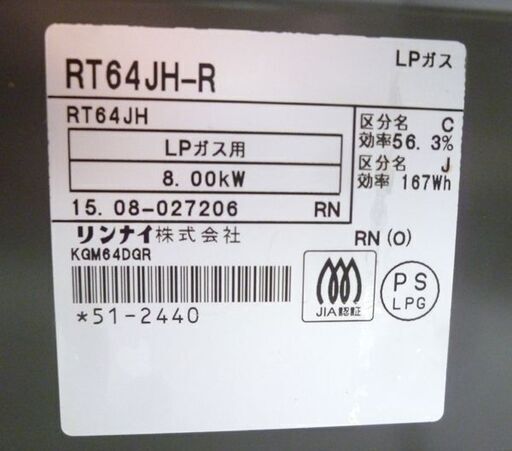 LPガス
RT64JH-R
RT64JH
LPガス用
8.00kW
15.08-027206 RN
区分名 C
効率56.3%
区分名 J
効率 167Wh
リンナイ株式会社
RN(O)
KGM64DGR
*51-2440
JIA認証
PS
LPG